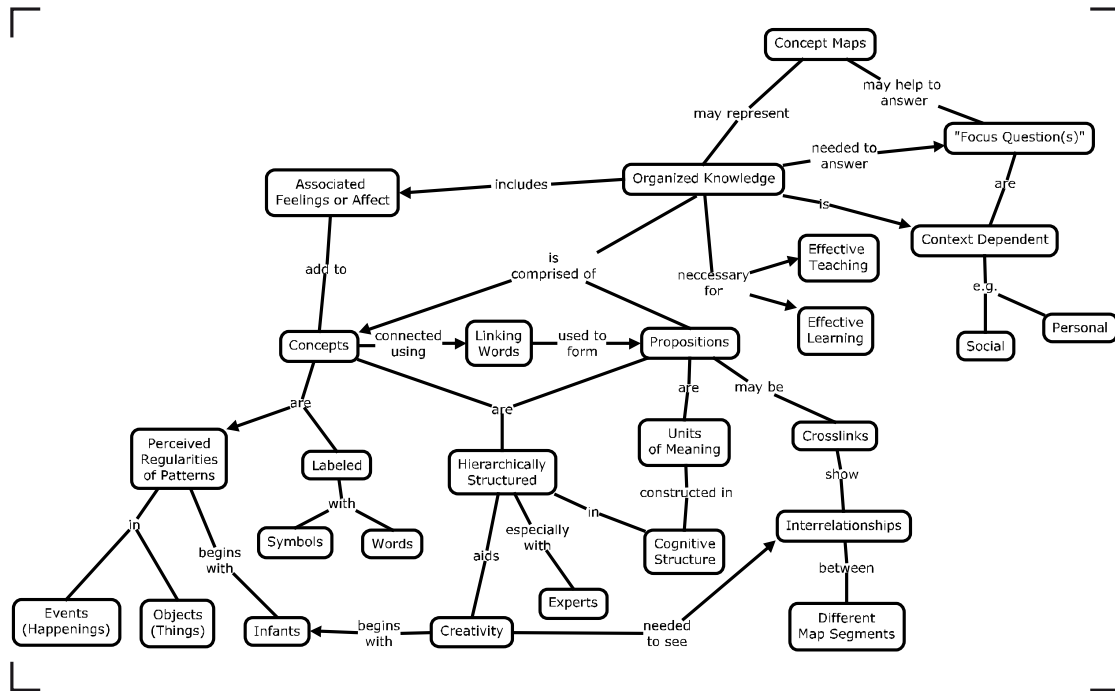 Concept Maps
may help to
answer
may represent
"Focus Question(s)"
needed to
answer
Organized Knowledge
includes
Associated
Feelings or Affect
are
is
Context Dependent
Effective
Teaching
is
comprised of
add to
neccessary
for
e.g.
Effective
Learning
Personal
Social
Concepts
connected
using
Linking
Words
used to
form
Propositions
are
are
are
may be
Perceived
Regularities
of Patterns
Labeled
Hierarchically
Structured
Units
of Meaning
Crosslinks
show
constructed in
with
in
in
especially
with
Symbols
Words
Cognitive
Structure
Interrelationships
begins
with
aids
between
Events
(Happenings)
Objects
(Things)
Infants
begins
with
Creativity
Experts
needed
to see
Different
Map Segments